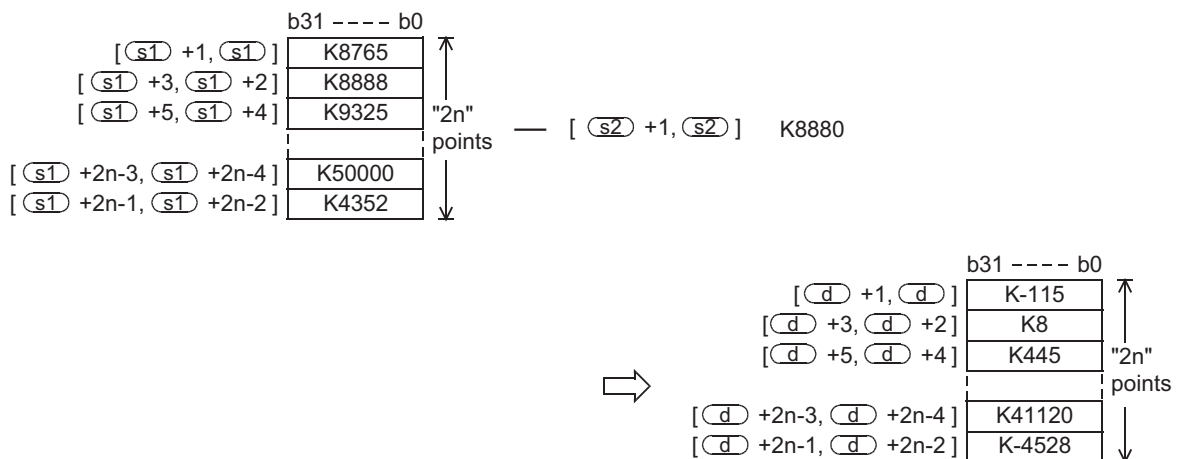 b31 ---- b0
[ s1 +1, s1 ] K8765
[ s1 +3, s1 +2 ] K8888
[ s1 +5, s1 +4 ] K9325
"2n"
points
— [ s2 +1, s2 ] K8880
[ s1 +2n-3, s1 +2n-4 ] K50000
[ s1 +2n-1, s1 +2n-2 ] K4352
b31 ---- b0
[ d +1, d ] K-115
[ d +3, d +2 ] K8
[ d +5, d +4 ] K445
"2n"
points
[ d +2n-3, d +2n-4 ] K41120
[ d +2n-1, d +2n-2 ] K-4528